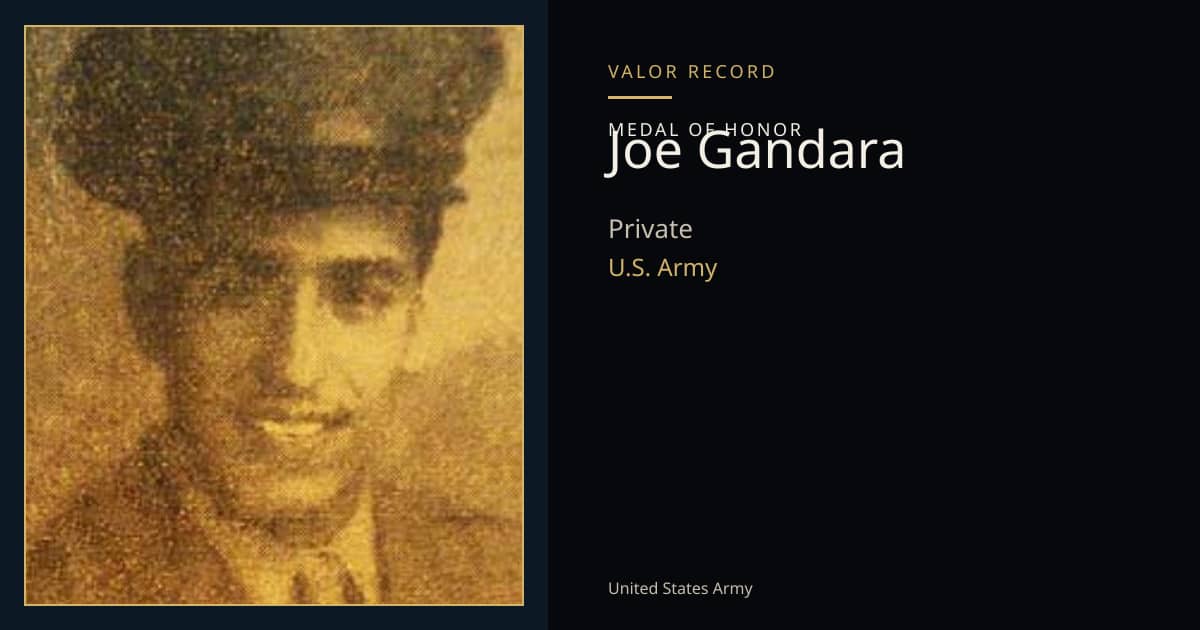 VALOR RECORD
MEDAL OF HONOR
Joe Gandara
Private
U.S. Army
United States Army